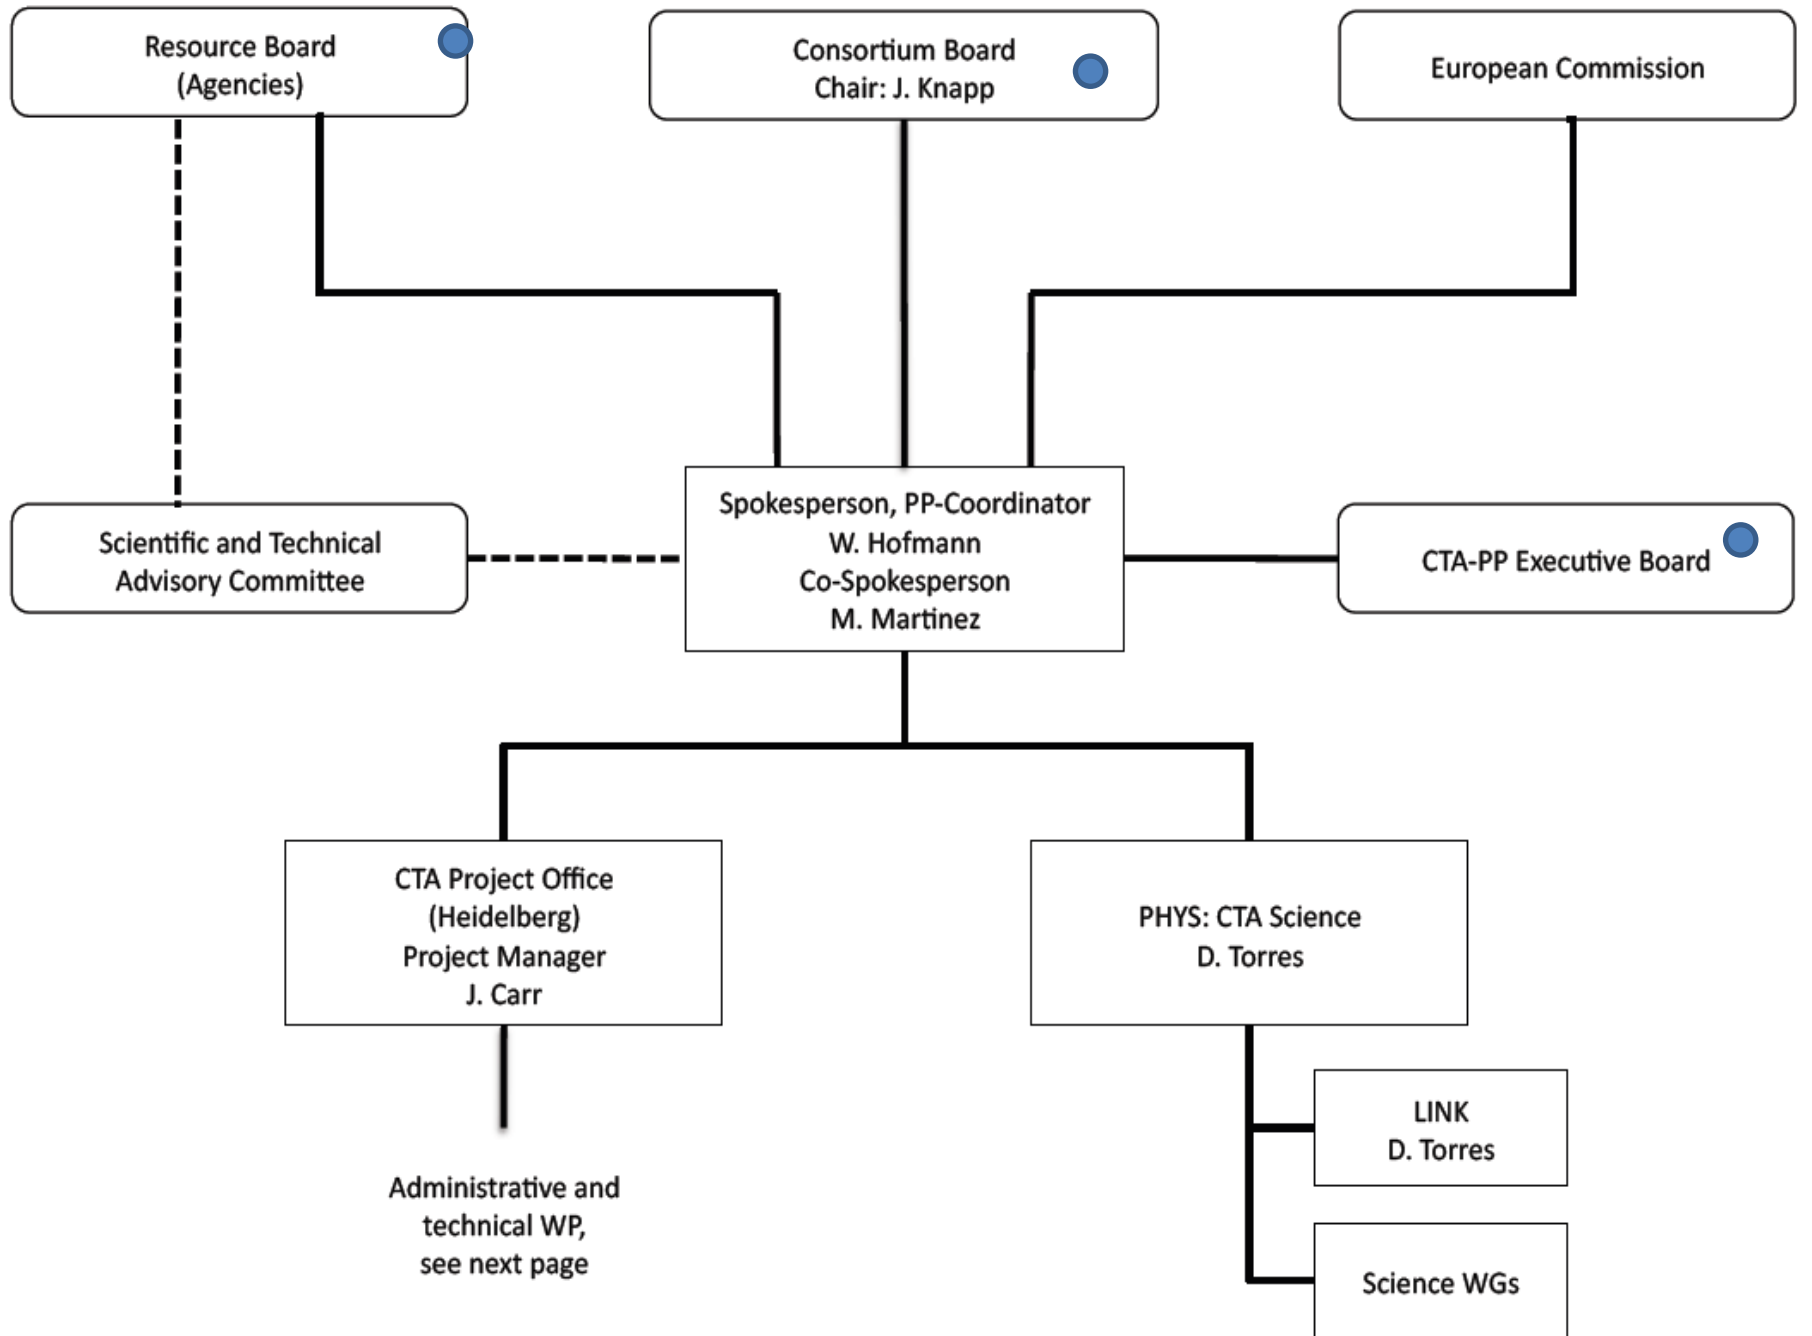 Resource Board
(Agencies)
Consortium Board
Chair: J. Knapp
European Commission
Scientific and Technical
Advisory Committee
Spokesperson, PP-Coordinator
W. Hofmann
Co-Spokesperson
M. Martinez
CTA-PP Executive Board
CTA Project Office
(Heidelberg)
Project Manager
J. Carr
PHYS: CTA Science
D. Torres
LINK
D. Torres
Administrative and
technical WP,
see next page
Science WGs